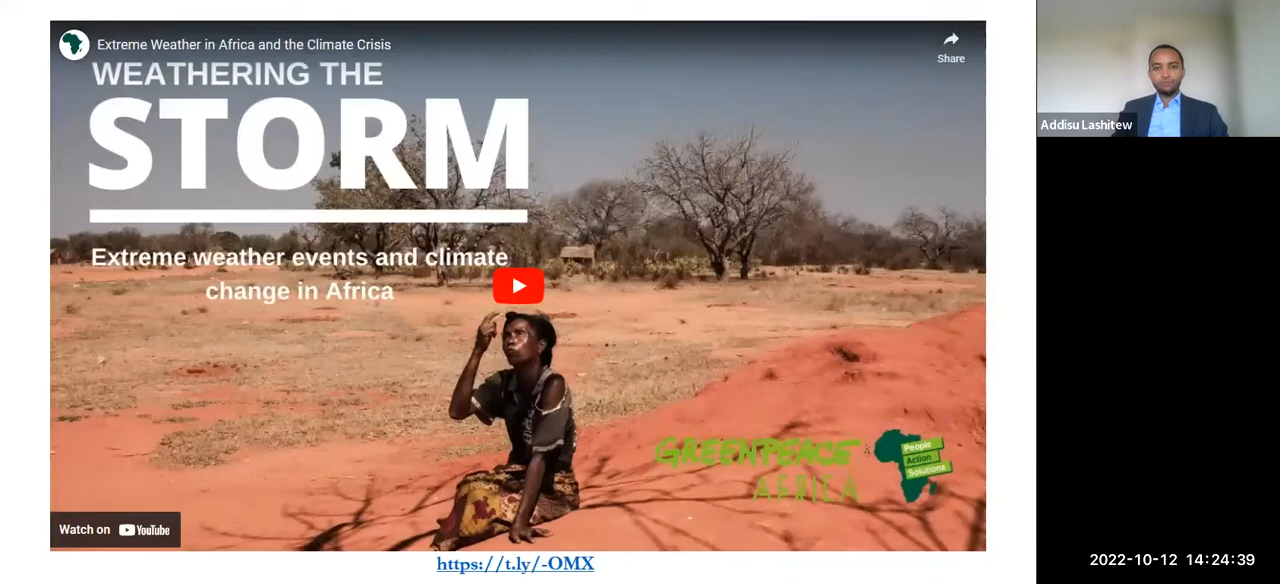 Extreme Weather in Africa and the Climate Crisis
Share
WEATHERING THE
STORM
Extreme weather events and climate
change in Africa
GREENPEACE
AFRICA
People
Action
Solutions
Watch on YouTube
https://t.ly/-OMX
Addisu Lashitew
2022-10-12 14:24:39